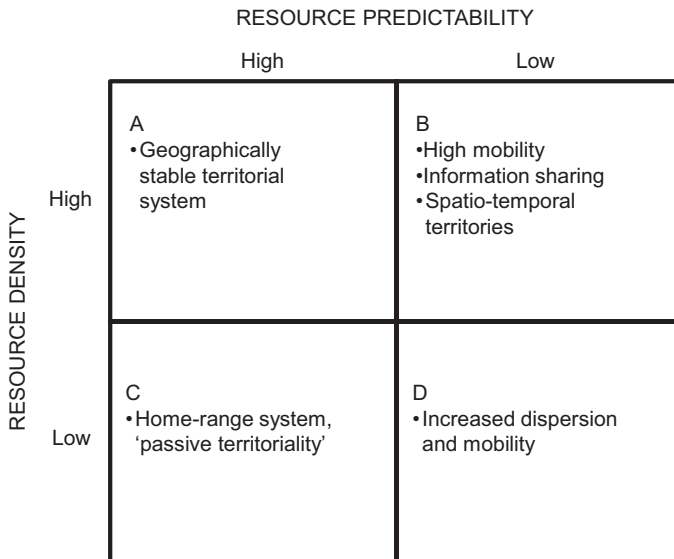 RESOURCE PREDICTABILITY
High
Low
RESOURCE DENSITY
High
A
•Geographically
stable territorial
system
B
•High mobility
•Information sharing
•Spatio-temporal
territories
Low
C
•Home-range system,
‘passive territoriality’
D
•Increased dispersion
and mobility